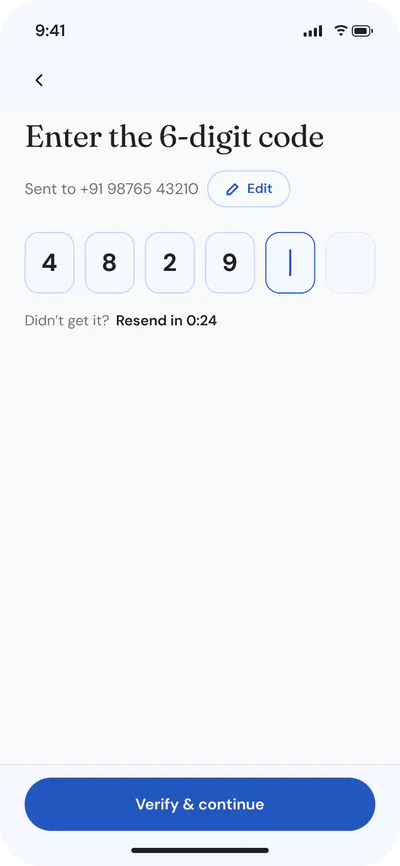 9:41
Enter the 6-digit code
Sent to +91 98765 43210 Edit
4 8 2 9
Didn't get it? Resend in 0:24
Verify & continue